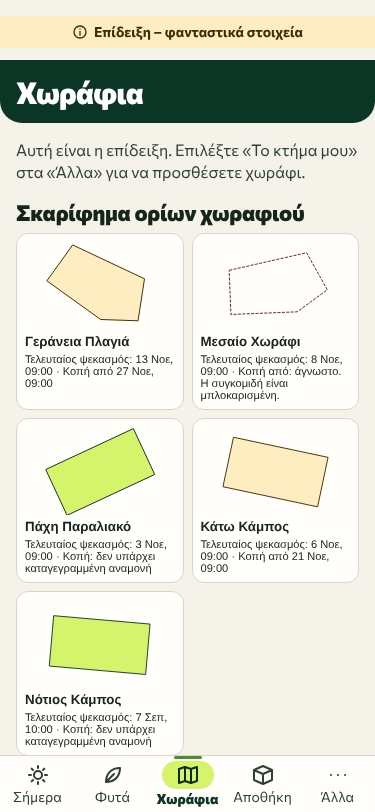 Επίδειξη – φανταστικά στοιχεία
Χωράφια
Αυτή είναι η επίδειξη. Επιλέξτε «Το κτήμα μου»
στα «Άλλα» για να προσθέσετε χωράφι.
Σκαρίφημα ορίων χωραφιού
Γεράνεια Πλαγιά
Τελευταίος ψεκασμός: 13 Νοε,
09:00 · Κοπή από 27 Νοε,
09:00
Μεσαίο Χωράφι
Τελευταίος ψεκασμός: 8 Νοε,
09:00 · Κοπή από: άγνωστο.
Η συγκομιδή είναι
μπλοκαρισμένη.
Πάχη Παραλιακό
Τελευταίος ψεκασμός: 3 Νοε,
09:00 · Κοπή: δεν υπάρχει
καταγεγραμμένη αναμονή
Κάτω Κάμπος
Τελευταίος ψεκασμός: 6 Νοε,
09:00 · Κοπή από 21 Νοε,
09:00
Νότιος Κάμπος
Τελευταίος ψεκασμός: 7 Σεπ,
10:00 · Κοπή: δεν υπάρχει
καταγεγραμμένη αναμονή
Σήμερα
Φυτά
Χωράφια
Αποθήκη
Άλλα